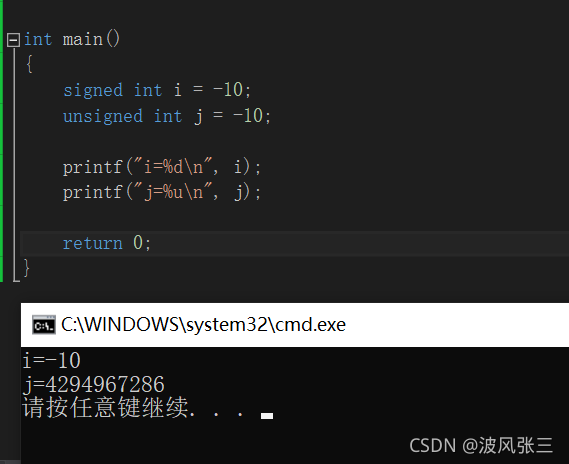 int main()
{
signed int i = -10;
unsigned int j = -10;
printf("i=%d\n", i);
printf("j=%u\n", j);
return 0;
}
C:\WINDOWS\system32\cmd.exe
i=-10
j=4294967286
请按任意键继续. . .
CSDN @波风张三